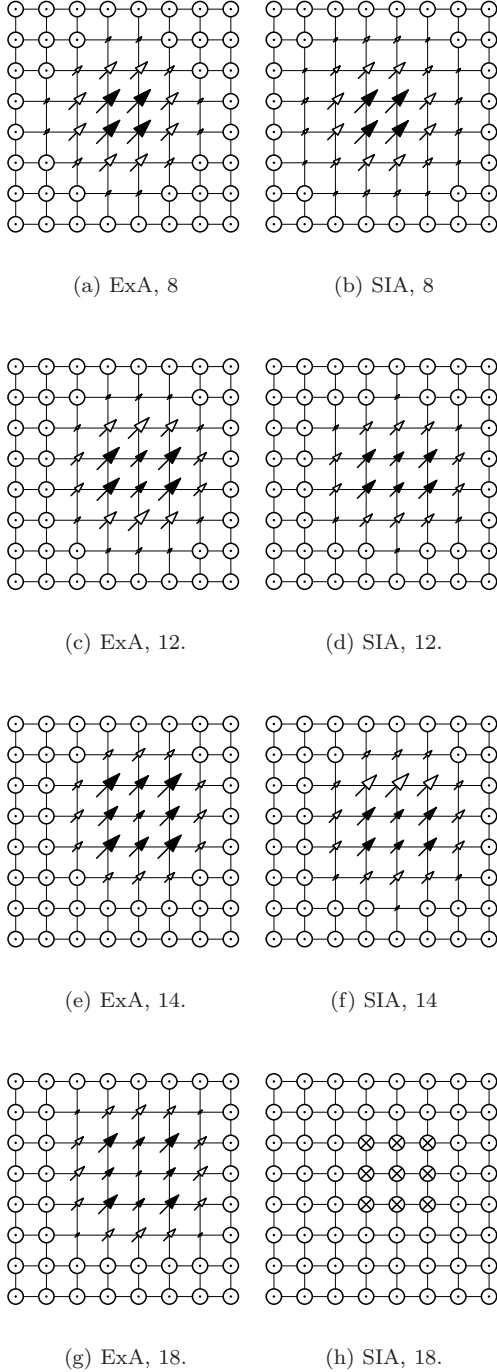 (a) ExA, 8
(b) SIA, 8
(c) ExA, 12.
(d) SIA, 12.
(e) ExA, 14.
(f) SIA, 14
(g) ExA, 18.
(h) SIA, 18.